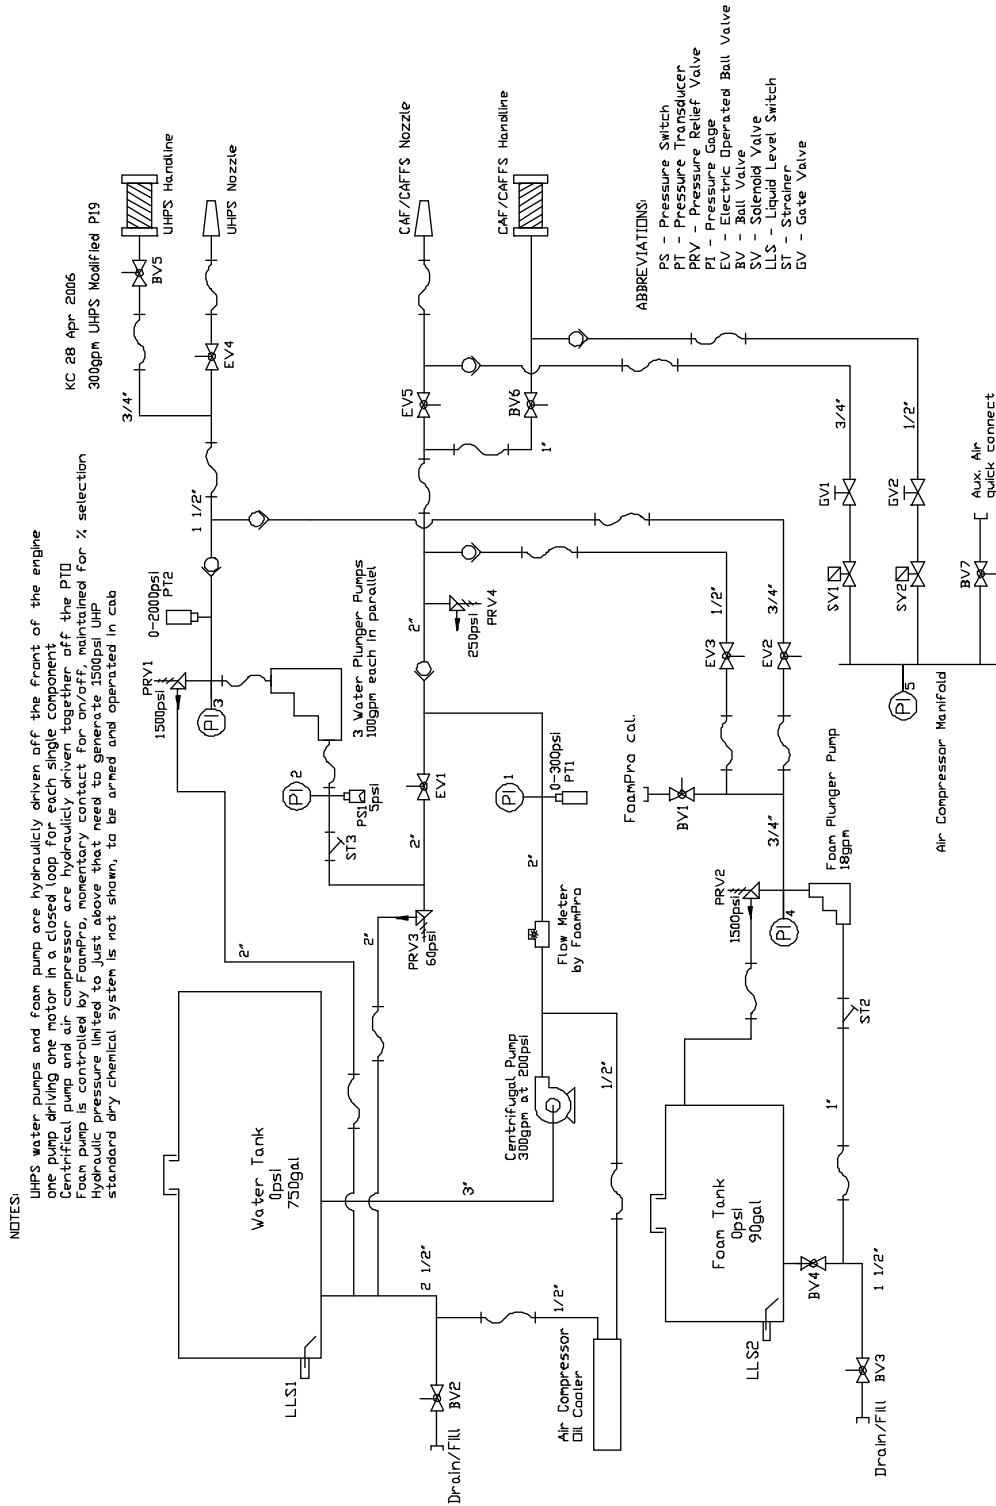 NOTES:
UHPS water pumps and foam pump are hydraulicly driven off the front of the engine
one pump driving one motor in a closed loop for each single component
Centrifical pump and air compressor are hydraulicly driven together off the PTO
Foam pump is controlled by FoamPro, momentary contact for on/off, maintained for % selection
Hydraulic pressure limited to just above that need to generate 1500psi UHP
standard dry chemical system is not shown, to be armed and operated in cab
KC 28 Apr 2006
300gpm UHPS Modified P19
3/4"
BV5
UHPS Handline
1 1/2"
EV4
UHPS Nozzle
0-2000psi
PT2
PRV1
1500psi
PI
3
2"
Water Tank
0psi
750gal
LLS1
3 Water Plunger Pumps
100gpm each in parallel
PI
2
PS1
5psi
ST3
2"
PRV3
60psi
2"
EV1
2"
250psi
PRV4
EV5
CAF/CAFFS Nozzle
1"
BV6
CAF/CAFFS Handline
2 1/2"
3"
Drain/Fill
BV2
1/2"
Air Compressor
Oil Cooler
Centrifugal Pump
300gpm at 200psi
1/2"
Flow Meter
by FoamPro
2"
PI
1
0-300psi
PT1
FoamPro cal.
BV1
EV3
1/2"
EV2
3/4"
3/4"
PRV2
1500psi
PI
4
Foam Plunger Pump
18gpm
ST2
1"
Foam Tank
0psi
90gal
LLS2
BV4
1 1/2"
Drain/Fill
BV3
ABBREVIATIONS:
PS - Pressure Switch
PT - Pressure Transducer
PRV - Pressure Relief Valve
PI - Pressure Gage
EV - Electric Operated Ball Valve
BV - Ball Valve
SV - Solenoid Valve
LLS - Liquid Level Switch
ST - Strainer
GV - Gate Valve
3/4"
GV1
SV1
1/2"
GV2
SV2
BV7
Aux. Air
quick connect
PI
5
Air Compressor Manifold